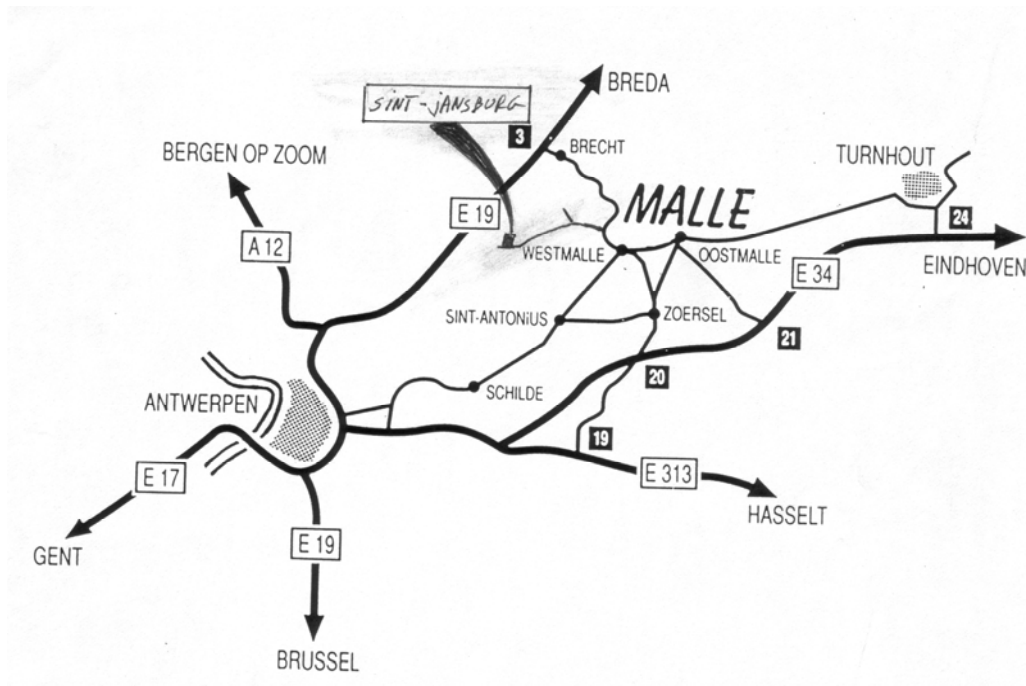 BREDA
SiNT-jANSBURG
3
BRECHT
BERGEN OP ZOOM
TURNHOUT
MALLE
E 19
24
A 12
WESTMALLE
OOSTMALLE
EINDHOVEN
E 34
SINT-ANTONiUS
ZOERSEL
21
20
SCHILDE
ANTWERPEN
19
E 17
E 313
HASSELT
E 19
GENT
BRUSSEL